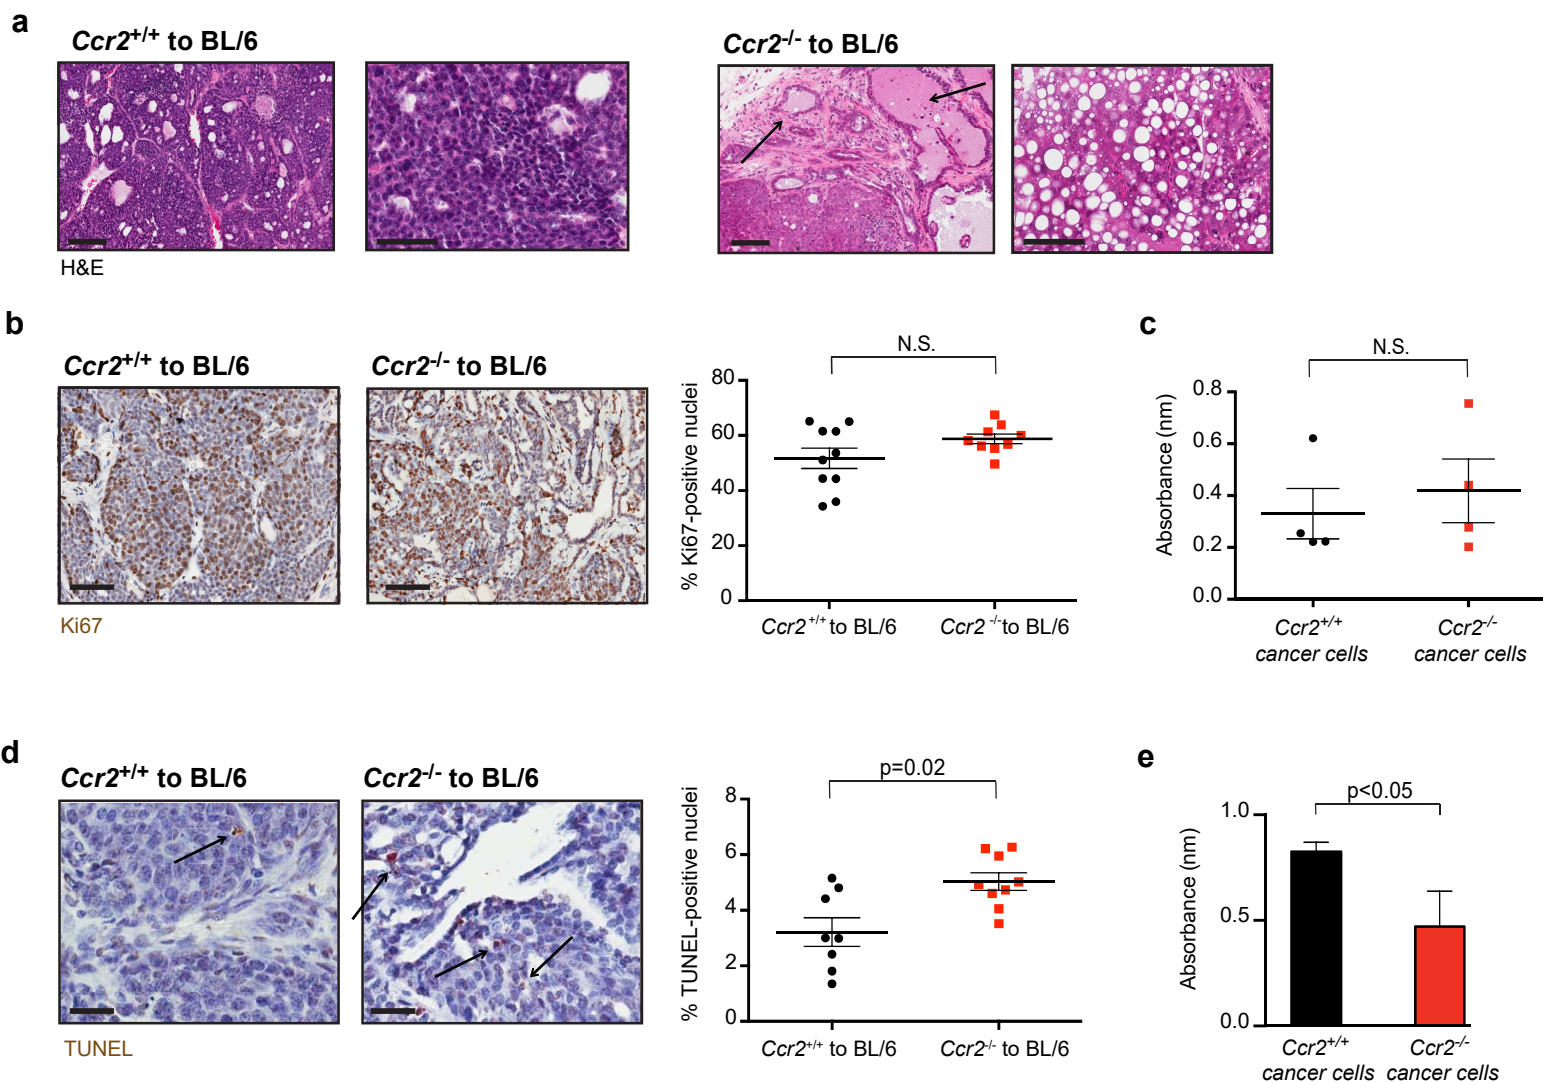 a
Ccr2+/+ to BL/6
Ccr2-/- to BL/6
H&E
b
Ccr2+/+ to BL/6
Ccr2-/- to BL/6
Ki67
N.S.
% Ki67-positive nuclei
80
60
40
20
0
Ccr2+/+ to BL/6
Ccr2-/- to BL/6
c
N.S.
Absorbance (nm)
0.8
0.6
0.4
0.2
0.0
Ccr2+/+
cancer cells
Ccr2-/-
cancer cells
d
Ccr2+/+ to BL/6
Ccr2-/- to BL/6
TUNEL
p=0.02
% TUNEL-positive nuclei
8
6
4
2
0
Ccr2+/+ to BL/6
Ccr2-/- to BL/6
e
p<0.05
Absorbance (nm)
1.0
0.5
0.0
Ccr2+/+
cancer cells
Ccr2-/-
cancer cells